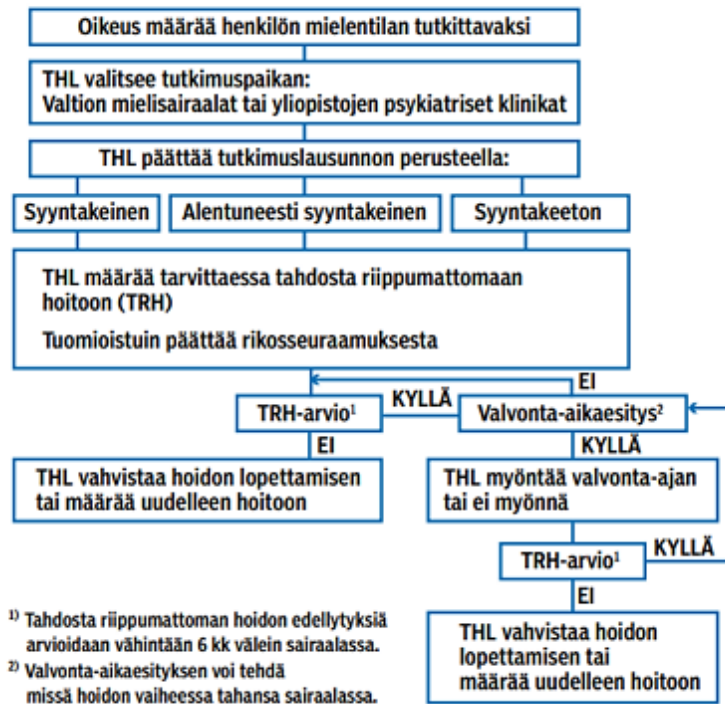 Oikeus määrää henkilön mielentilan tutkittavaksi
THL valitsee tutkimuspaikan:
Valtion mielisairaalat tai yliopistojen psykiatriset klinikat
THL päättää tutkimuslausunnon perusteella:
Syyntakeinen
Alentuneesti syyntakeinen
Syyntakeeton
THL määrää tarvittaessa tahdosta riippumattomaan
hoitoon (TRH)
Tuomioistuin päättää rikosseuraamuksesta
EI
TRH-arvio¹
KYLLÄ
Valvonta-aikaesitys²
EI
KYLLÄ
THL vahvistaa hoidon lopettamisen
tai määrää uudelleen hoitoon
THL myöntää valvonta-ajan
tai ei myönnä
TRH-arvio¹
KYLLÄ
EI
THL vahvistaa hoidon
lopettamisen tai
määrää uudelleen hoitoon
¹⁾ Tahdosta riippumattoman hoidon edellytyksiä
arvioidaan vähintään 6 kk välein sairaalassa.
²⁾ Valvonta-aikaesityksen voi tehdä
missä hoidon vaiheessa tahansa sairaalassa.